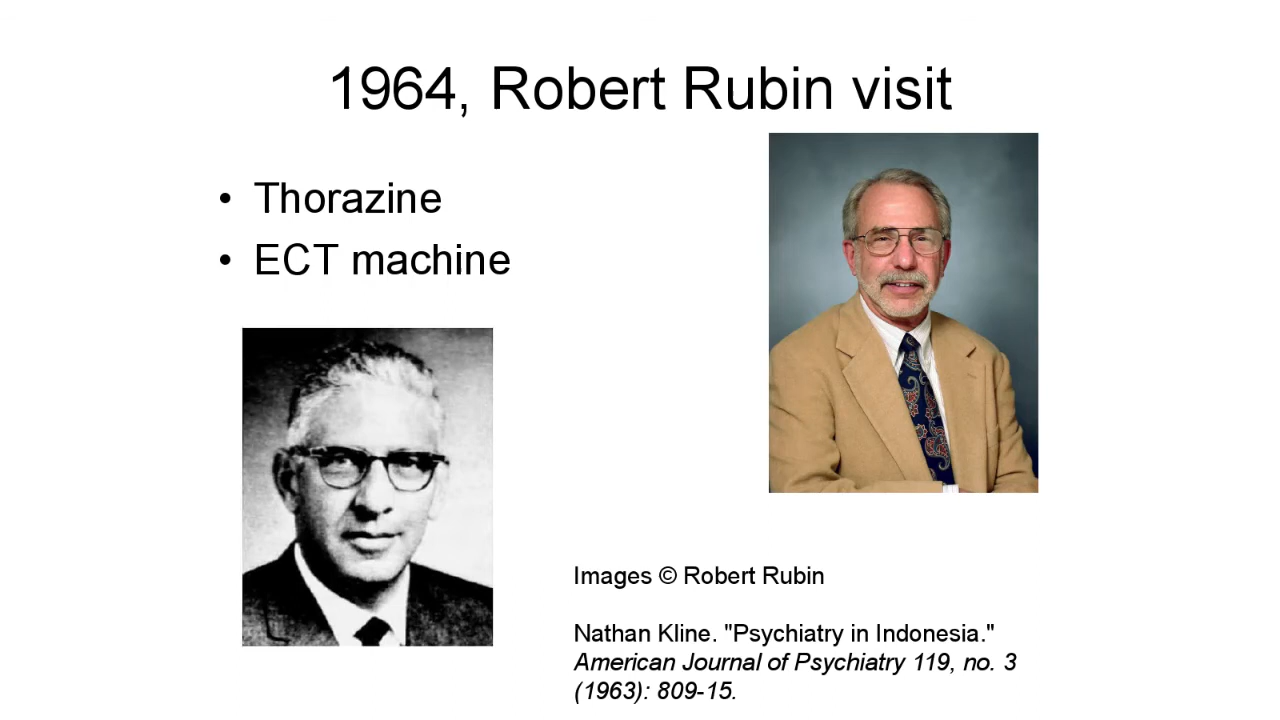 1964, Robert Rubin visit
• Thorazine
• ECT machine
Images © Robert Rubin
Nathan Kline. "Psychiatry in Indonesia."
American Journal of Psychiatry 119, no. 3
(1963): 809-15.